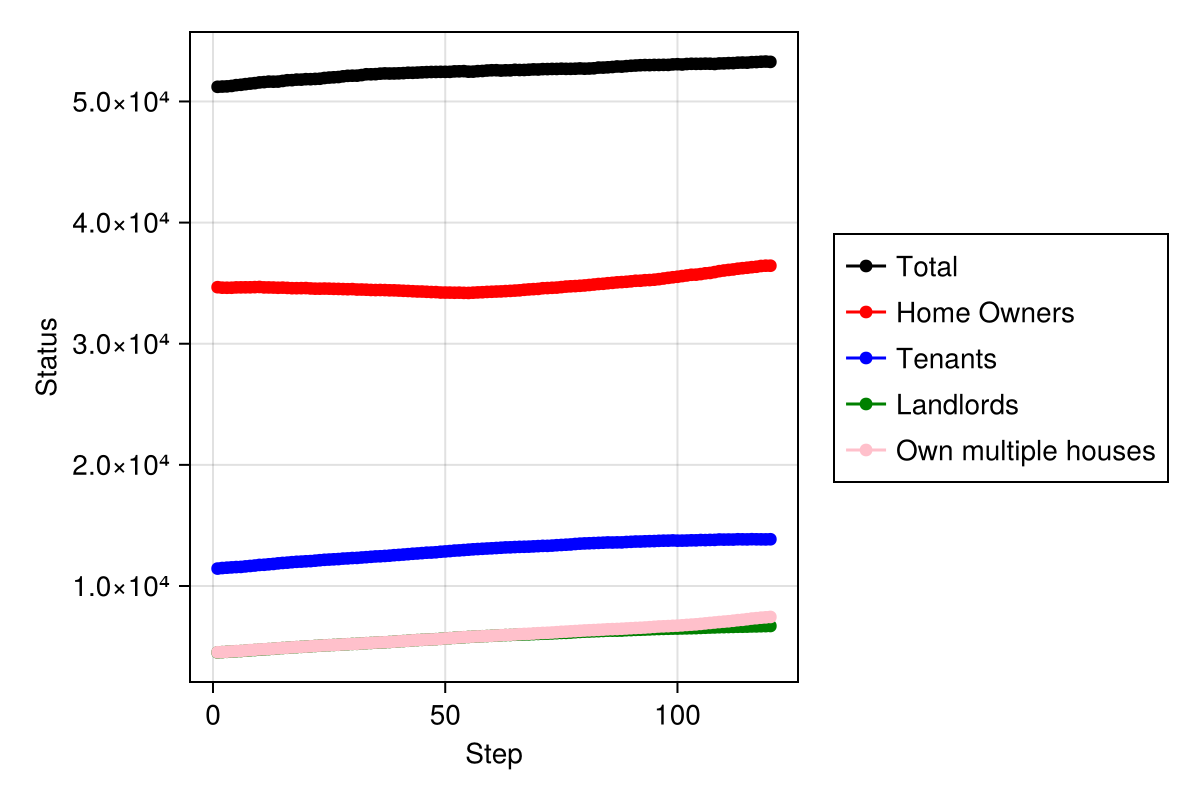 5.0×10⁴
4.0×10⁴
3.0×10⁴
2.0×10⁴
1.0×10⁴
Status
0
50
100
Step
Total
Home Owners
Tenants
Landlords
Own multiple houses